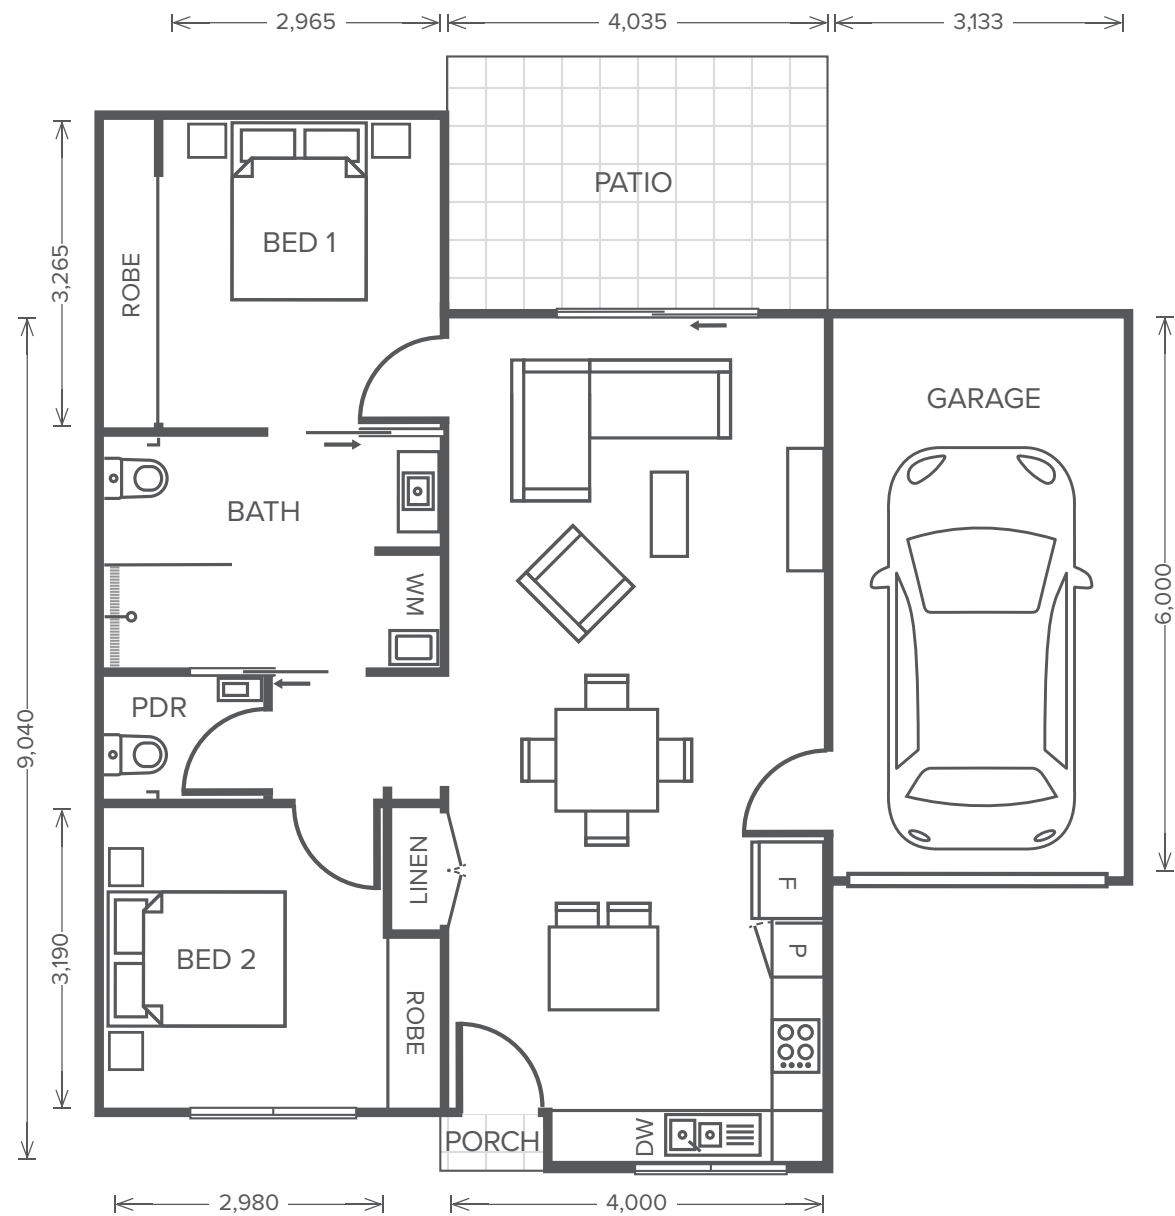 2,965
4,035
3,133
PATIO
BED 1
ROBE
3,265
GARAGE
BATH
WM
6,000
PDR
9,040
LINEN
F
P
BED 2
3,190
ROBE
PORCH
DW
2,980
4,000